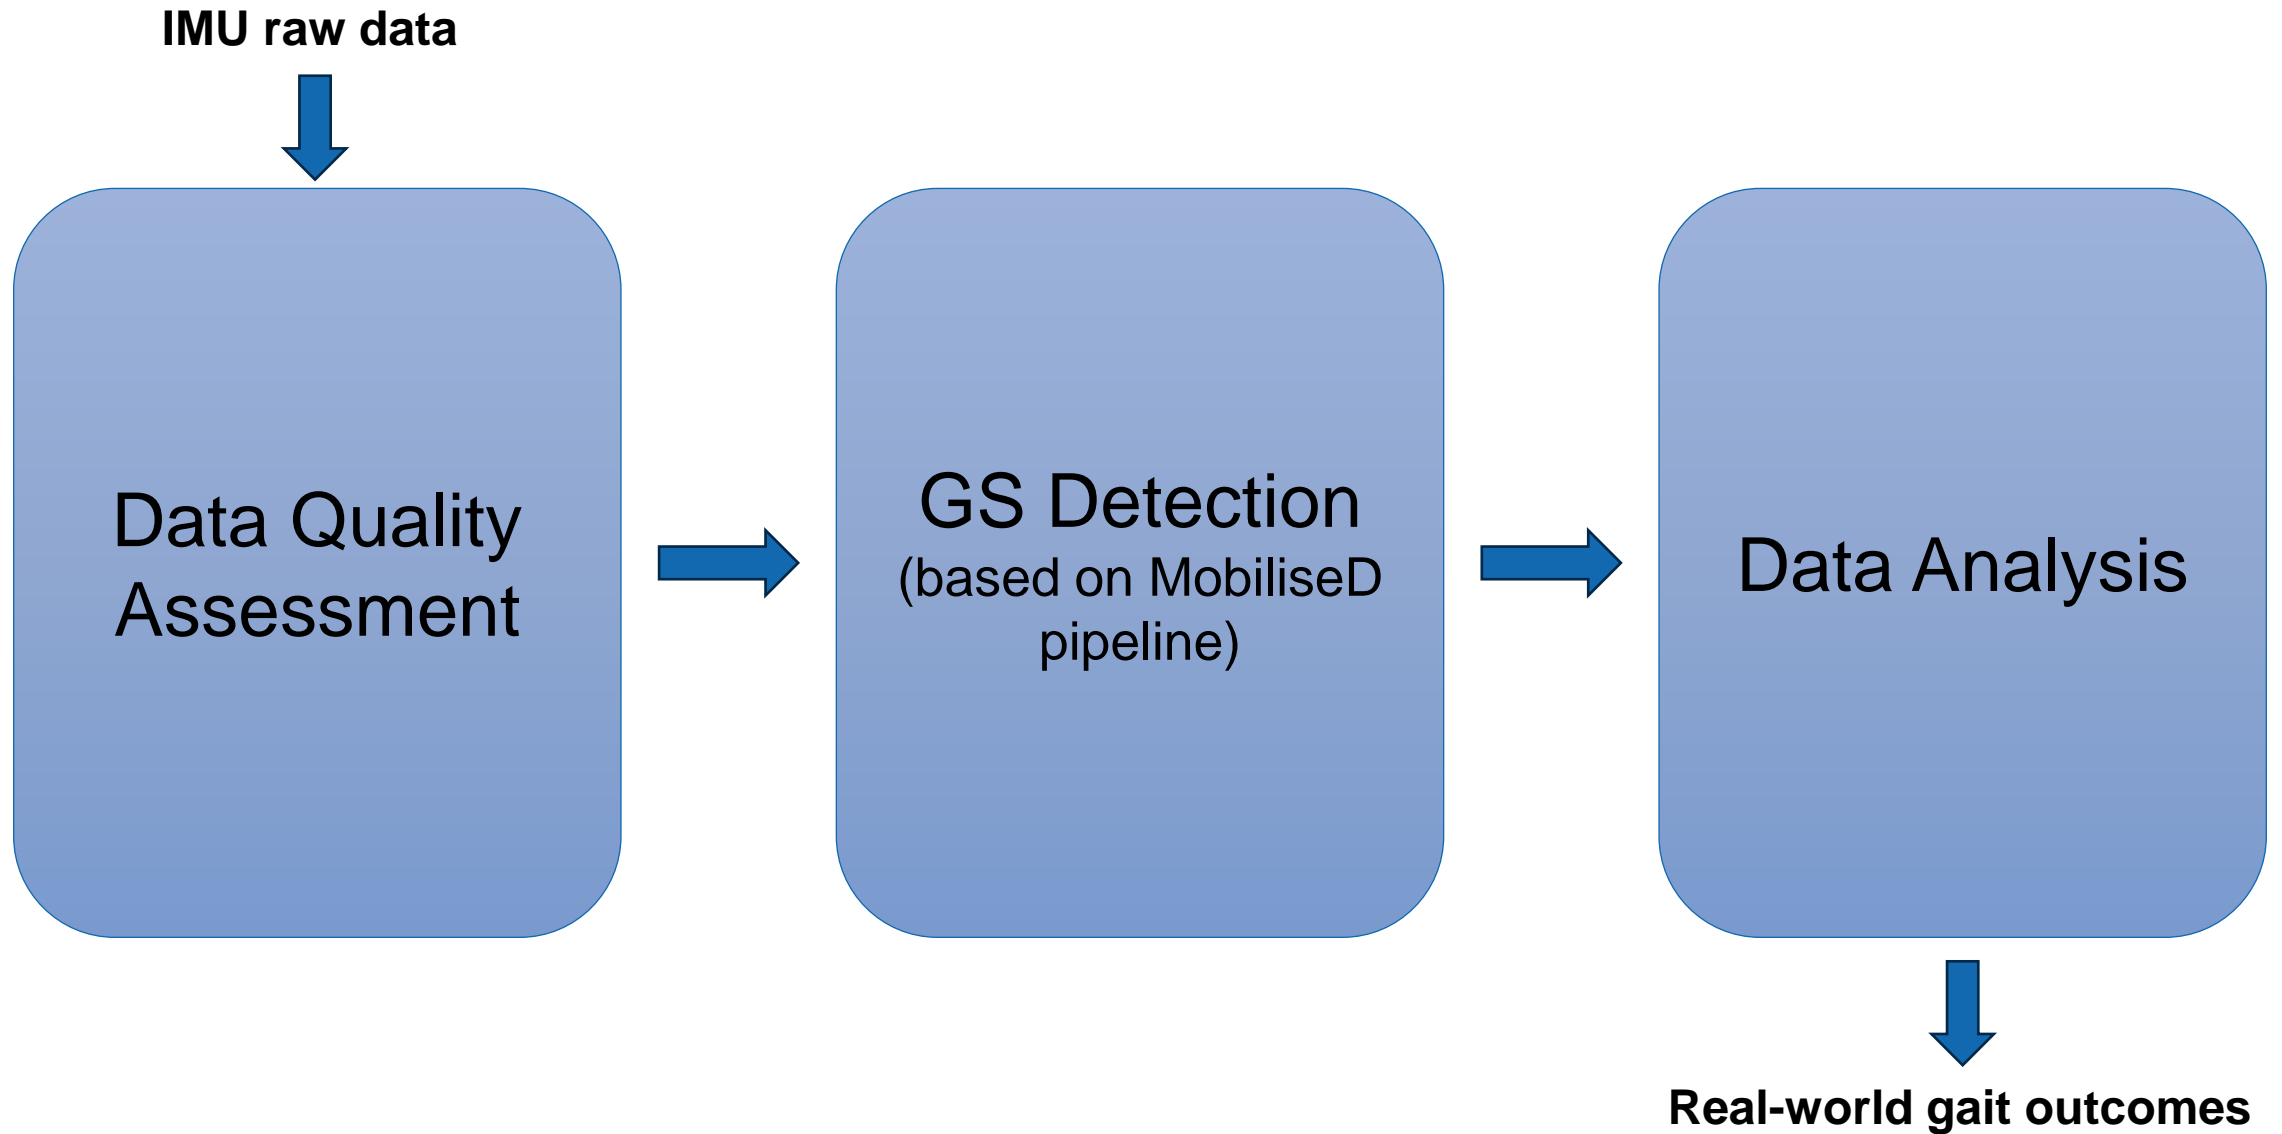 IMU raw data
Data Quality
Assessment
GS Detection
(based on MobiliseD
pipeline)
Data Analysis
Real-world gait outcomes